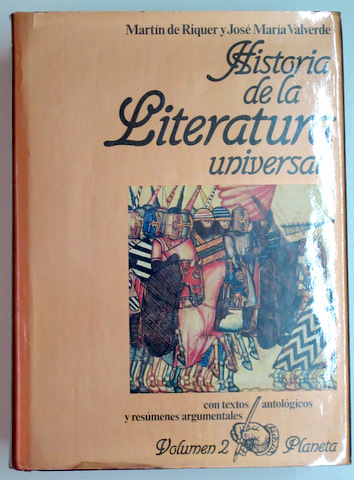 Martín de Riquer y José María Valverde
Historia
de la
Literatura
universal
con textos antológicos
y resúmenes argumentales
Volumen 2 Planeta